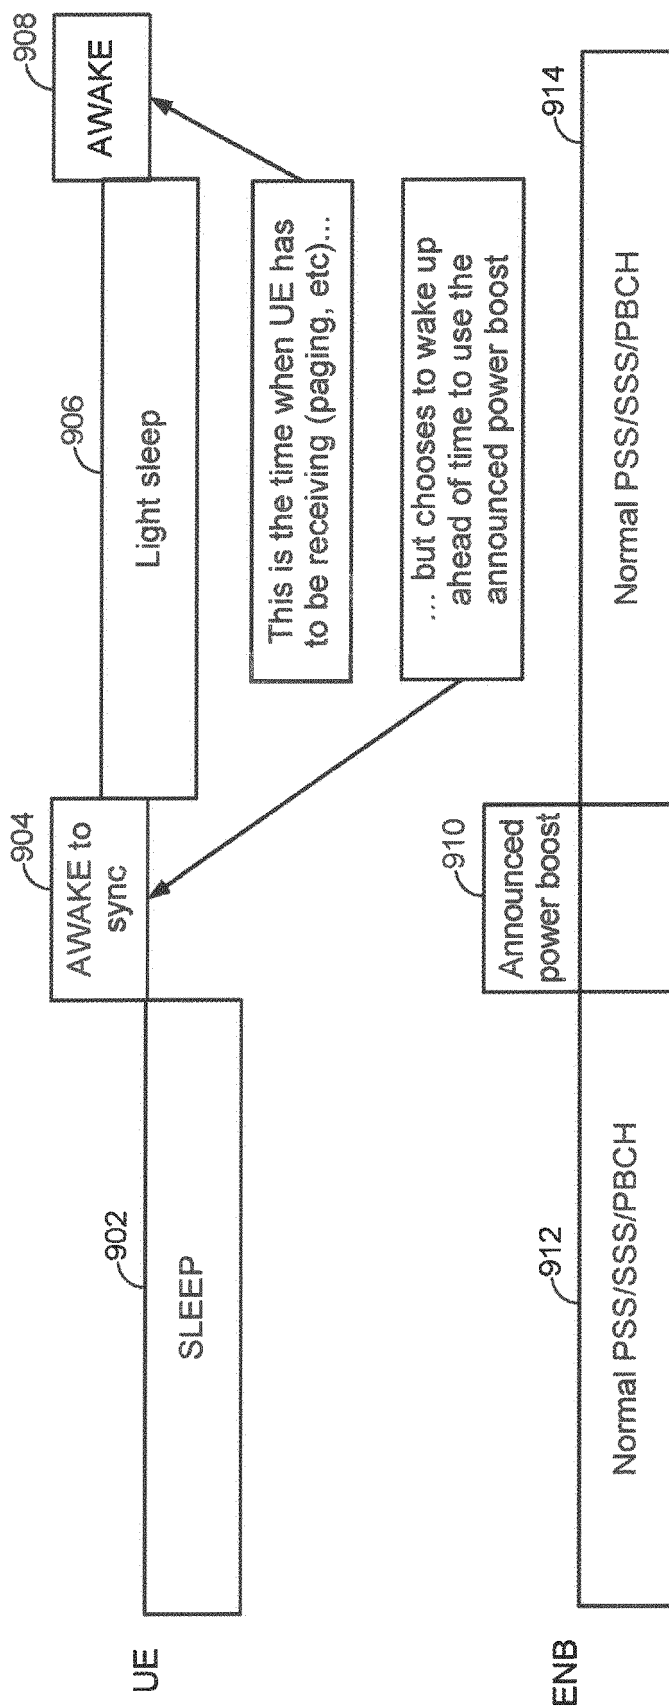 UE
902
SLEEP
904
AWAKE to
sync
906
Light sleep
908
AWAKE
This is the time when UE has
to be receiving (paging, etc)...
... but chooses to wake up
ahead of time to use the
announced power boost
ENB
912
Normal PSS/SSS/PBCH
910
Announced
power boost
914
Normal PSS/SSS/PBCH